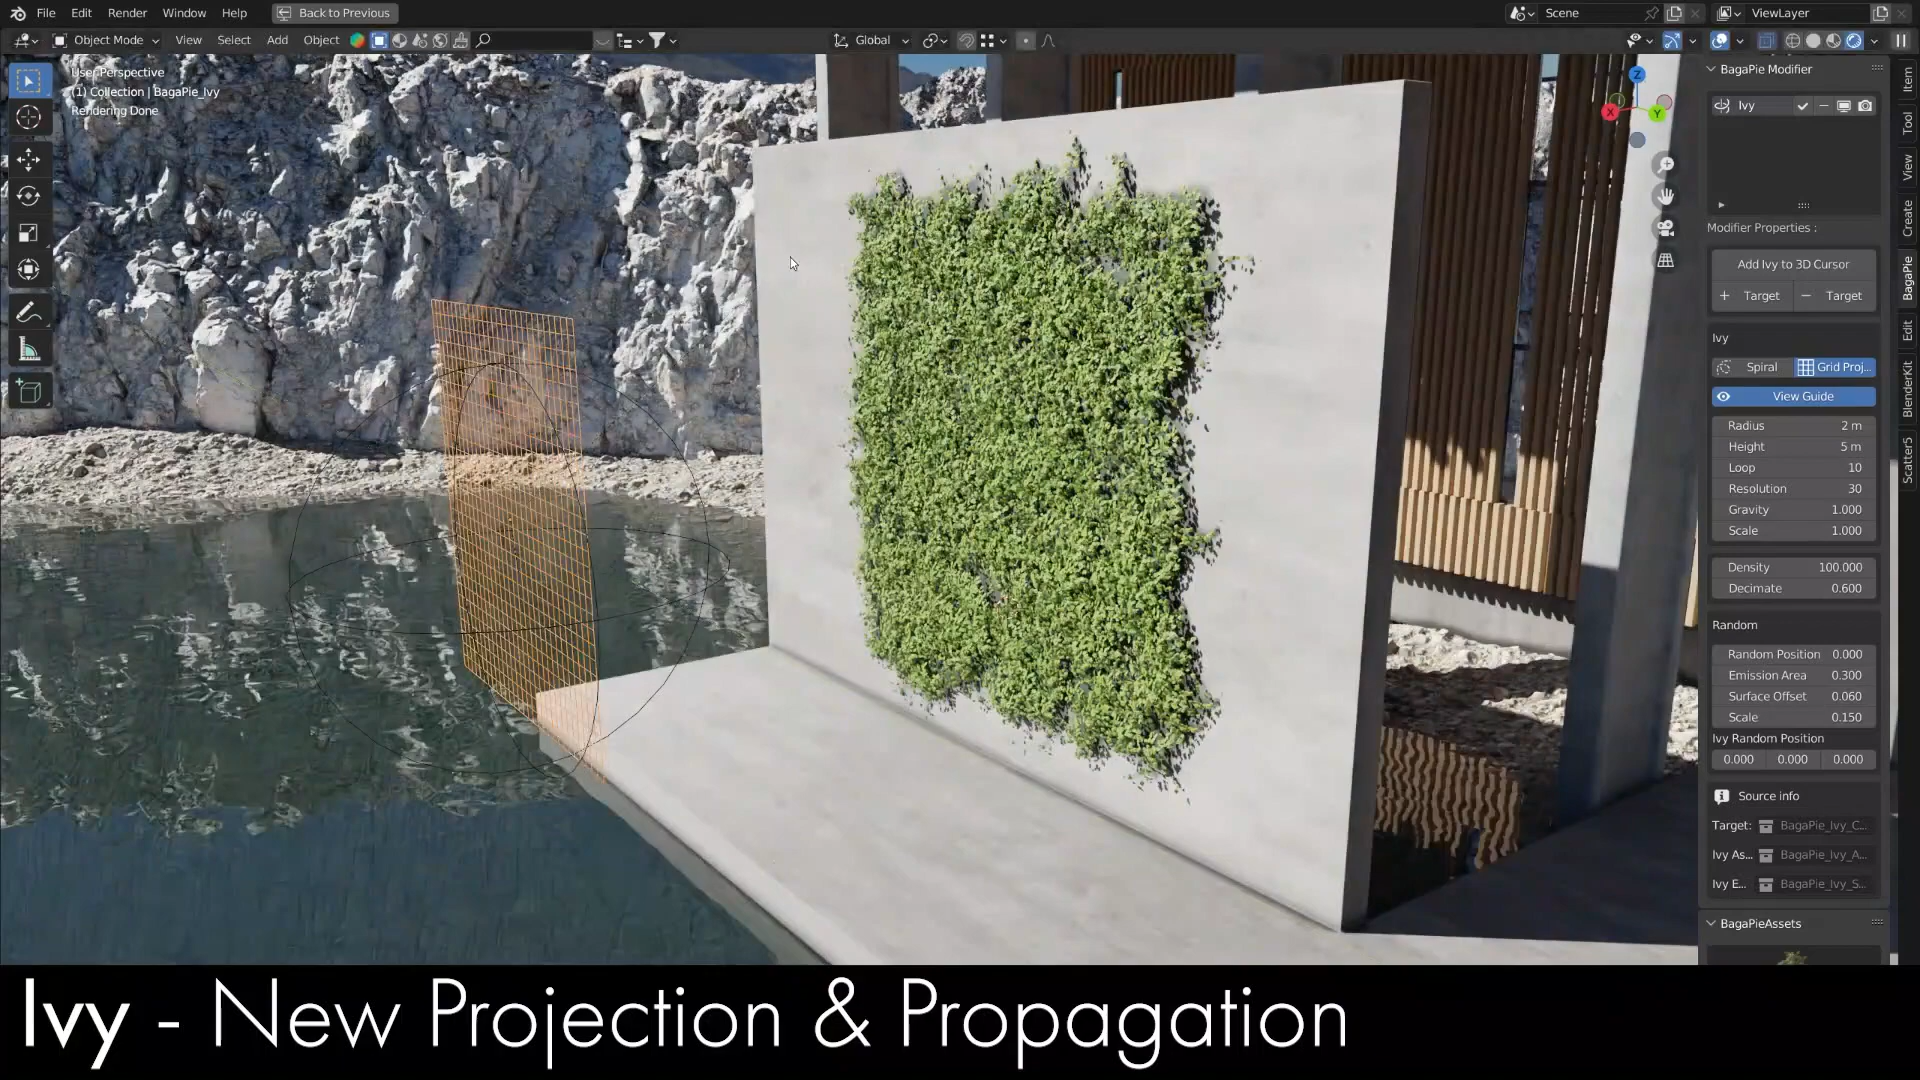 File Edit Render Window Help Back to Previous Scene ViewLayer
Object Mode View Select Add Object Global
User Perspective
(1) Collection | BagaPie_Ivy
Rendering Done
Z
X
Y
BagaPie Modifier
Ivy
Modifier Properties :
Add Ivy to 3D Cursor
+ Target − Target
Ivy
Spiral Grid Proj...
View Guide
Radius 2 m
Height 5 m
Loop 10
Resolution 30
Gravity 1.000
Scale 1.000
Density 100.000
Decimate 0.600
Random
Random Position 0.000
Emission Area 0.300
Surface Offset 0.060
Scale 0.150
Ivy Random Position
0.000 0.000 0.000
Source info
Target: BagaPie_Ivy_C...
Ivy As... BagaPie_Ivy_A...
Ivy E... BagaPie_Ivy_S...
BagaPieAssets
Item
Tool
View
Create
BagaPie
Edit
BlenderKit
Scatter5
Ivy - New Projection & Propagation